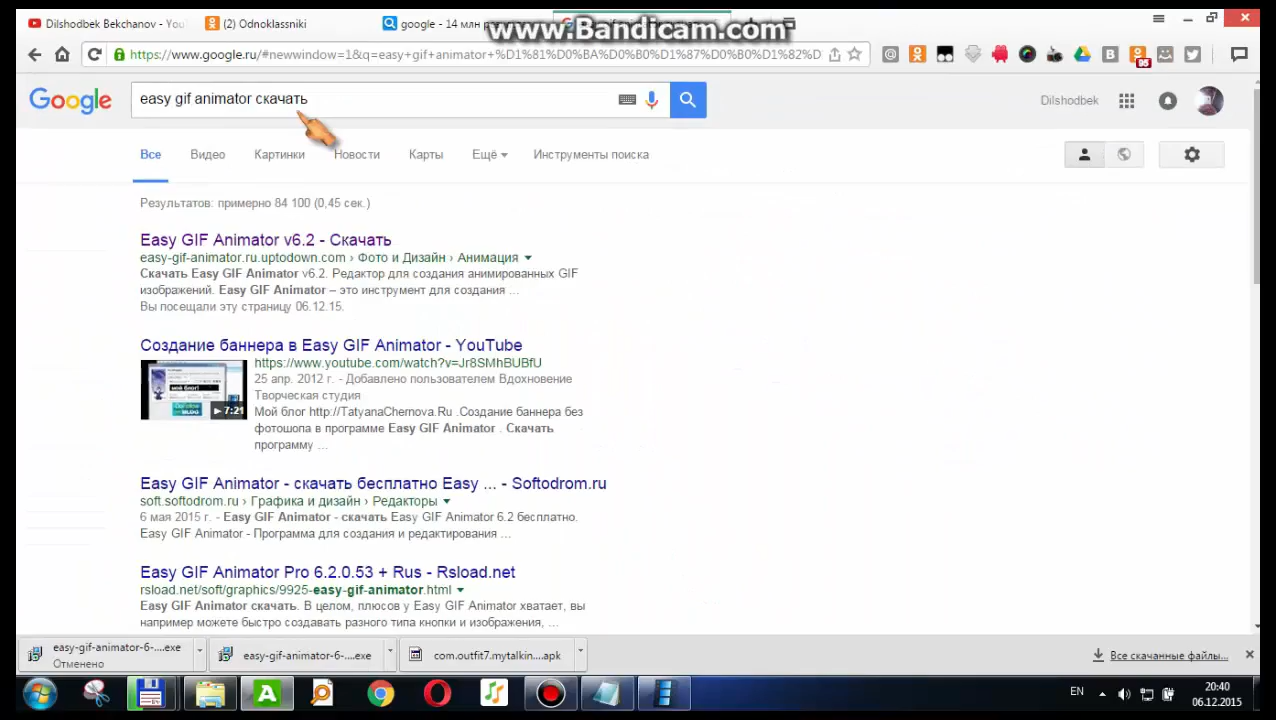 Dilshodbek Bekchanov - You
(2) Odnoklassniki
google - 14 млн
www.Bandicam.com
https://www.google.ru/#newwindow=1&q=easy+gif+animator+%D1%81%D0%BA%D0%B0%D1%87%D0%B0%D1%82%D
95
Google
easy gif animator скачать
Dilshodbek
Все Видео Картинки Новости Карты Ещё Инструменты поиска
Результатов: примерно 84 100 (0,45 сек.)
Easy GIF Animator v6.2 - Скачать
easy-gif-animator.ru.uptodown.com › Фото и Дизайн › Анимация
Скачать Easy GIF Animator v6.2. Редактор для создания анимированных GIF
изображений. Easy GIF Animator – это инструмент для создания ...
Вы посещали эту страницу 06.12.15.
Создание баннера в Easy GIF Animator - YouTube
https://www.youtube.com/watch?v=Jr8SMhBUBfU
25 апр. 2012 г. - Добавлено пользователем Вдохновение
Творческая студия
мой блог!
7:21
Мой блог http://TatyanaChernova.Ru .Создание баннера без
фотошопа в программе Easy GIF Animator . Скачать
программу ...
Easy GIF Animator - скачать бесплатно Easy ... - Softodrom.ru
soft.softodrom.ru › Графика и дизайн › Редакторы
6 мая 2015 г. - Easy GIF Animator - скачать Easy GIF Animator 6.2 бесплатно.
Easy GIF Animator - Программа для создания и редактирования ...
Easy GIF Animator Pro 6.2.0.53 + Rus - Rsload.net
rsload.net/soft/graphics/9925-easy-gif-animator.html
Easy GIF Animator скачать. В целом, плюсов у Easy GIF Animator хватает, вы
например можете быстро создавать разного типа кнопки и изображения, ...
easy-gif-animator-6-....exe
Отменено
easy-gif-animator-6-....exe
com.outfit7.mytalkin....apk
Все скачанные файлы...
EN
20:40
06.12.2015